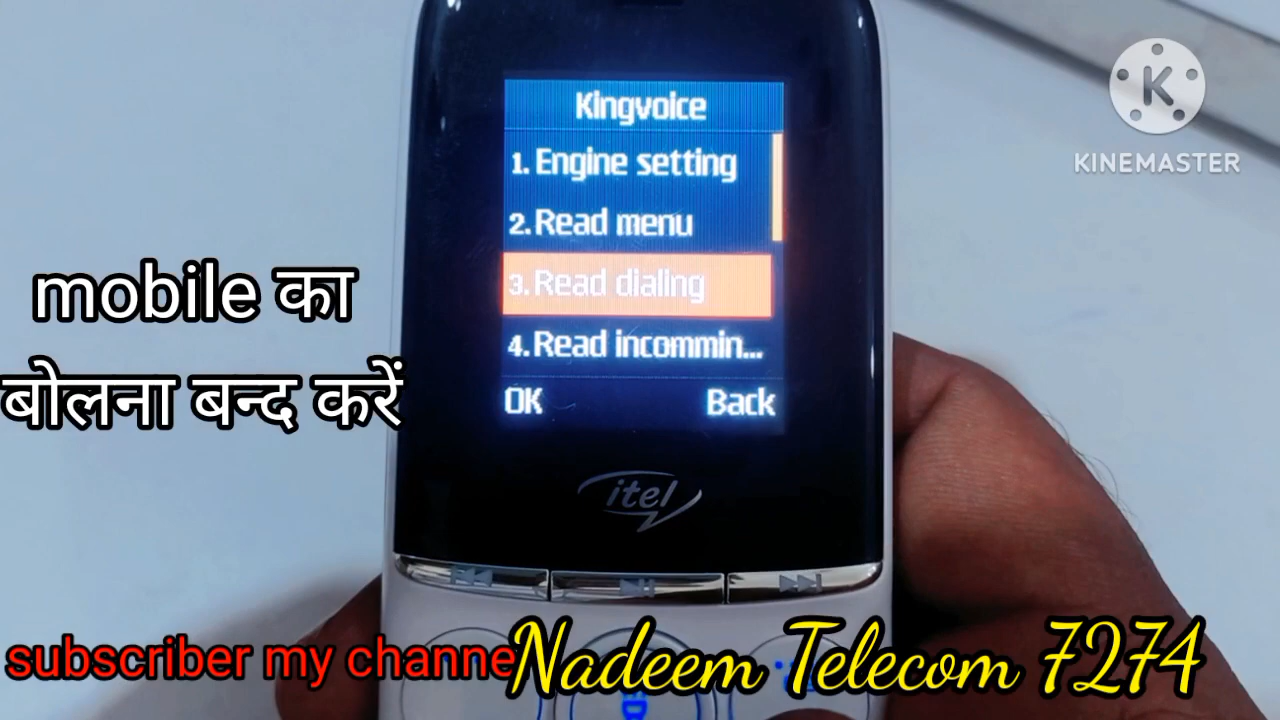 Kingvoice
1. Engine setting
2. Read menu
3. Read dialing
4. Read incommin...
OK Back
itel
KINEMASTER
mobile का
बोलना बन्द करें
subscriber my channe
Nadeem Telecom 7274